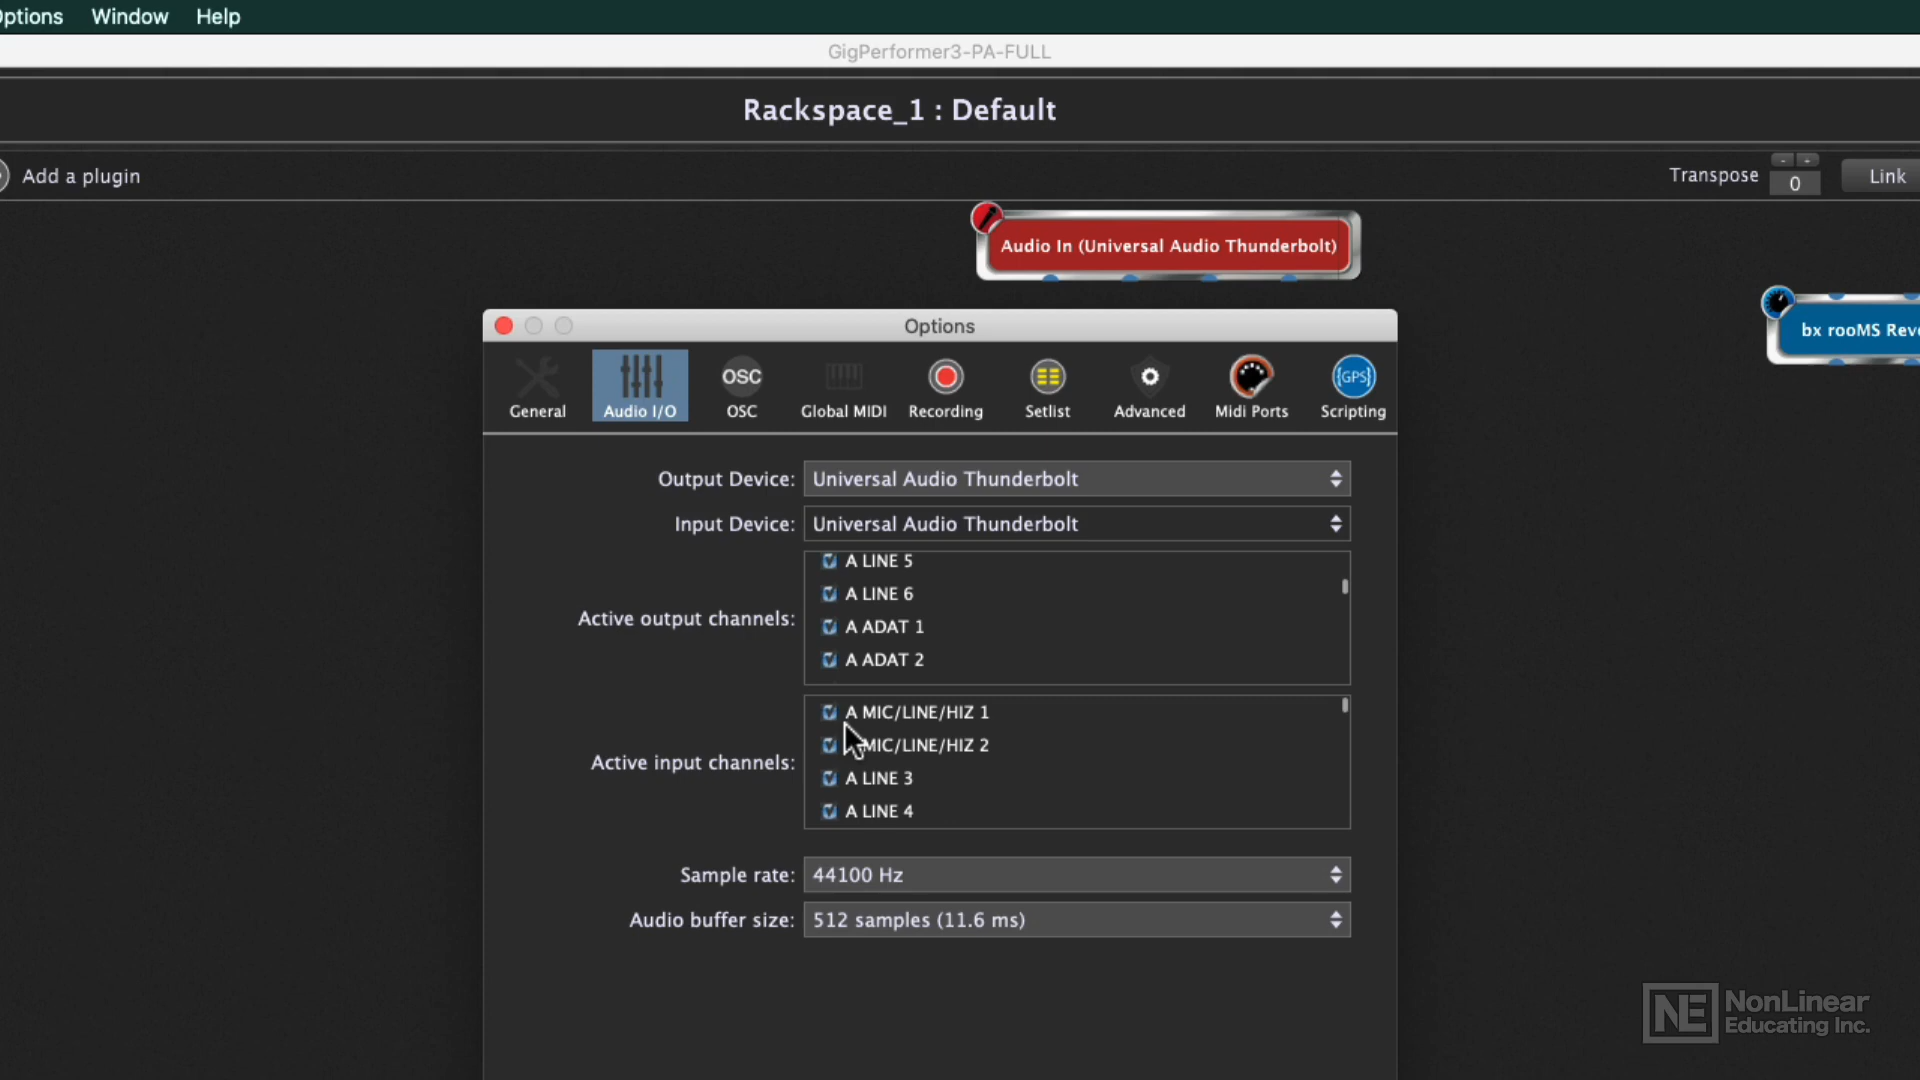 Options Window Help
GigPerformer3-PA-FULL
Rackspace_1 : Default
Add a plugin
Transpose
- -
0
Link
Audio In (Universal Audio Thunderbolt)
bx rooMS Reve
Options
General
Audio I/O
OSC
OSC
Global MIDI
Recording
Setlist
Advanced
Midi Ports
{GPS}
Scripting
Output Device: Universal Audio Thunderbolt
Input Device: Universal Audio Thunderbolt
Active output channels:
A LINE 5
A LINE 6
A ADAT 1
A ADAT 2
Active input channels:
A MIC/LINE/HIZ 1
MIC/LINE/HIZ 2
A LINE 3
A LINE 4
Sample rate: 44100 Hz
Audio buffer size: 512 samples (11.6 ms)
NE NonLinear
Educating Inc.